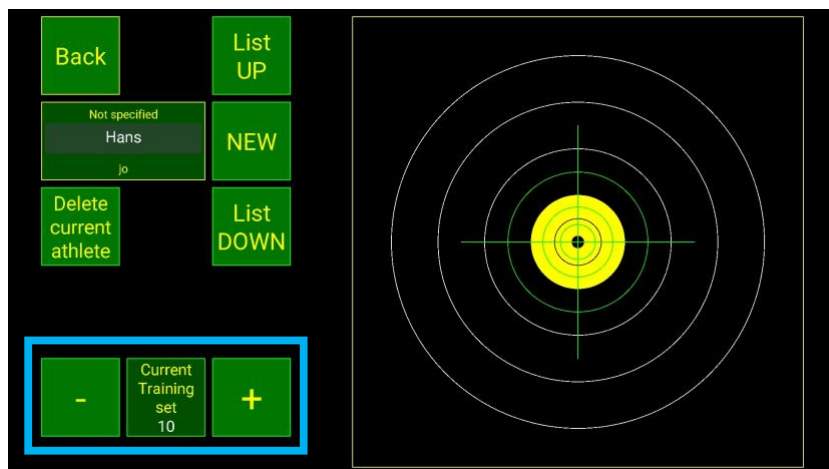 Back
List
UP
Not specified
Hans
jo
NEW
Delete
current
athlete
List
DOWN
-
Current
Training
set
10
+